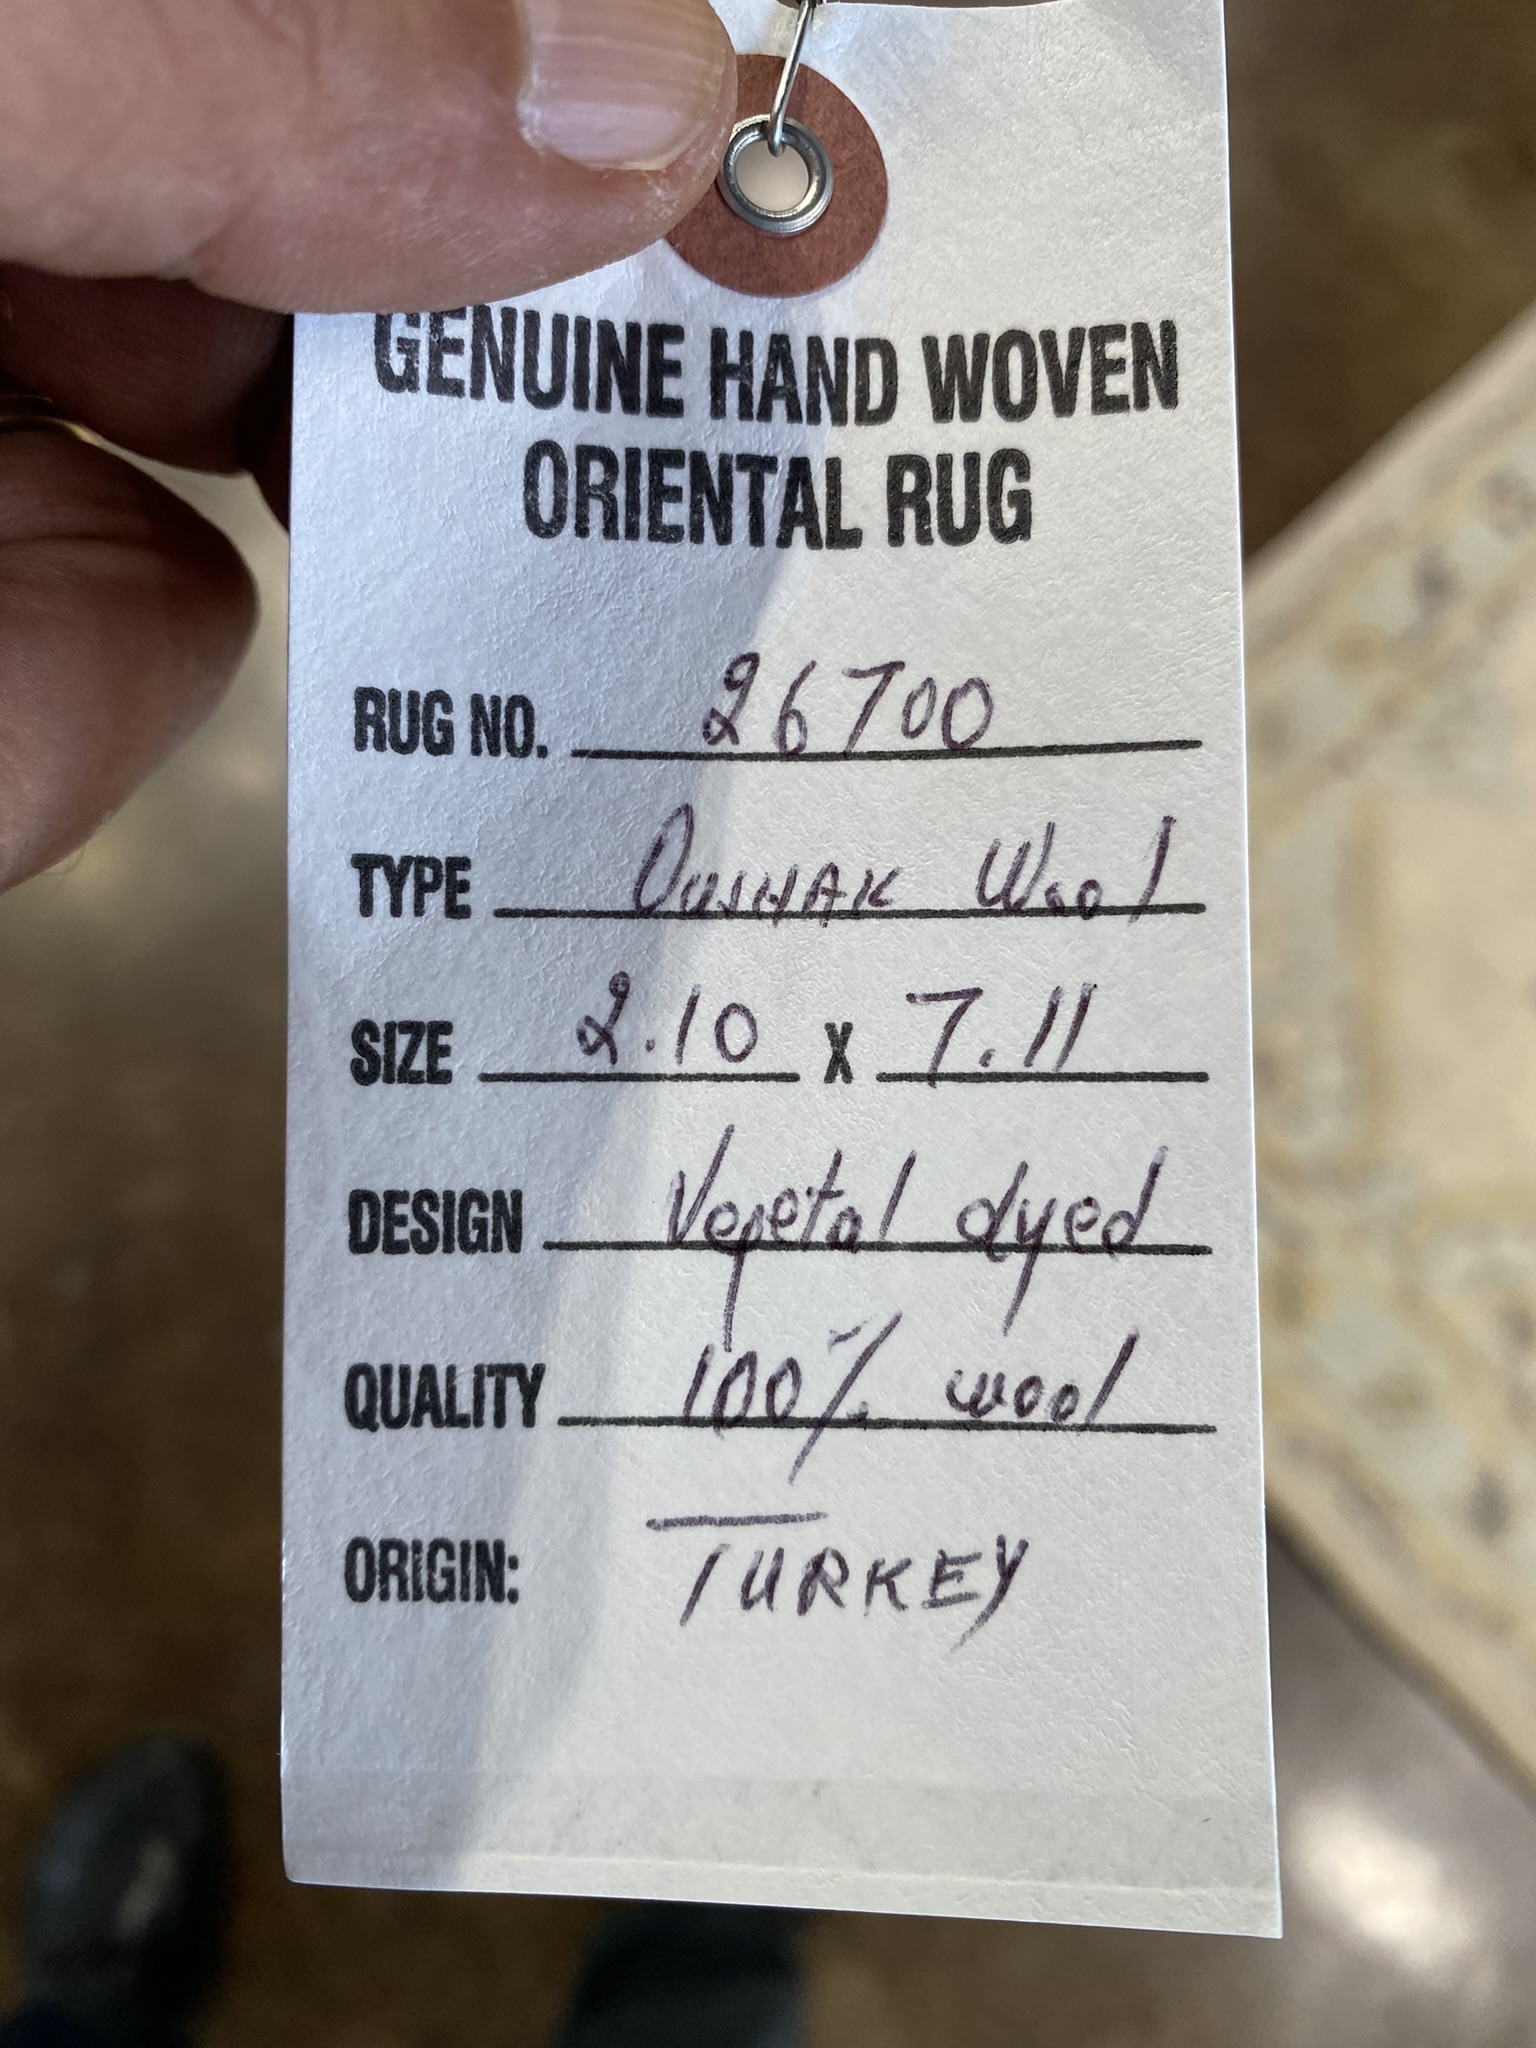 GENUINE HAND WOVEN
ORIENTAL RUG
RUG NO. 26700
TYPE Oushak Wool
SIZE 2.10 X 7.11
DESIGN Vegetal dyed
QUALITY 100% wool
ORIGIN: TURKEY